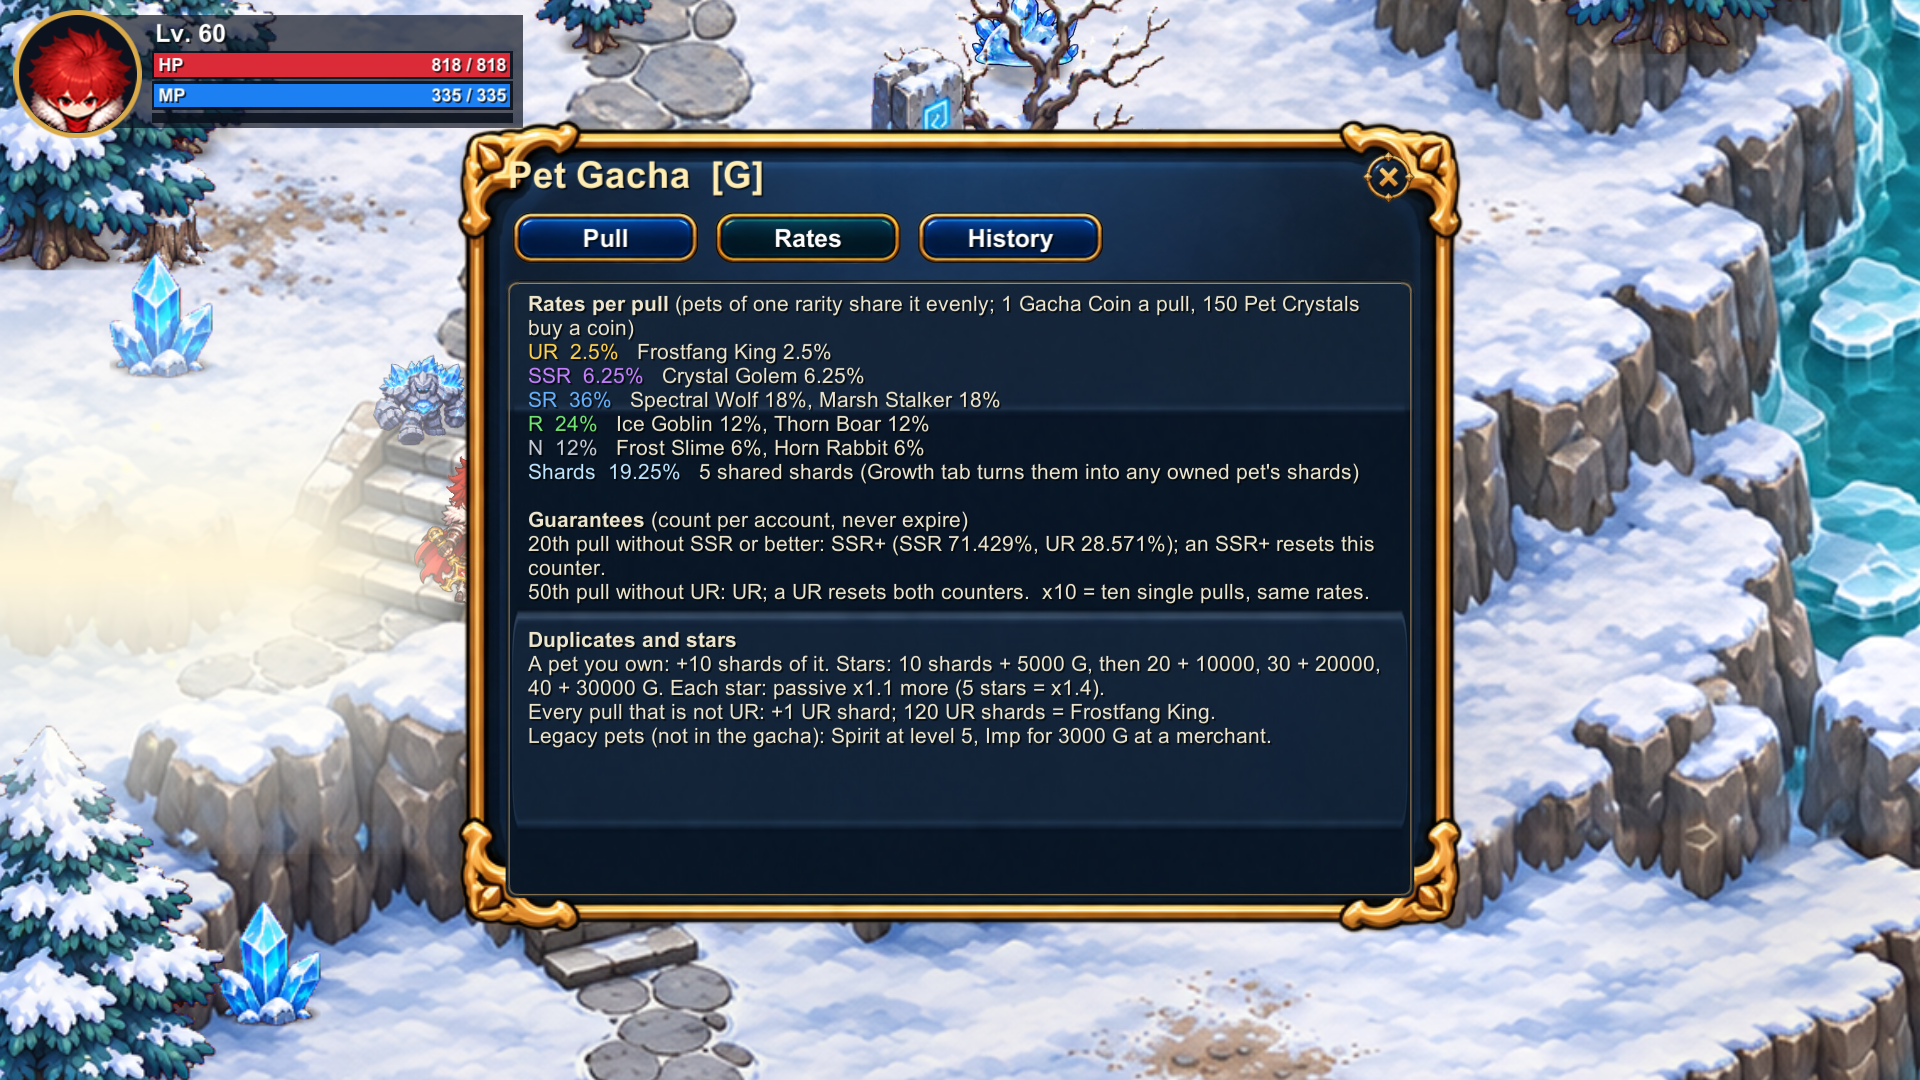 Lv. 60
HP 818 / 818
MP 335 / 335
Pet Gacha [G]
Pull
Rates
History
Rates per pull (pets of one rarity share it evenly; 1 Gacha Coin a pull, 150 Pet Crystals
buy a coin)
UR 2.5% Frostfang King 2.5%
SSR 6.25% Crystal Golem 6.25%
SR 36% Spectral Wolf 18%, Marsh Stalker 18%
R 24% Ice Goblin 12%, Thorn Boar 12%
N 12% Frost Slime 6%, Horn Rabbit 6%
Shards 19.25% 5 shared shards (Growth tab turns them into any owned pet's shards)
Guarantees (count per account, never expire)
20th pull without SSR or better: SSR+ (SSR 71.429%, UR 28.571%); an SSR+ resets this
counter.
50th pull without UR: UR; a UR resets both counters. x10 = ten single pulls, same rates.
Duplicates and stars
A pet you own: +10 shards of it. Stars: 10 shards + 5000 G, then 20 + 10000, 30 + 20000,
40 + 30000 G. Each star: passive x1.1 more (5 stars = x1.4).
Every pull that is not UR: +1 UR shard; 120 UR shards = Frostfang King.
Legacy pets (not in the gacha): Spirit at level 5, Imp for 3000 G at a merchant.